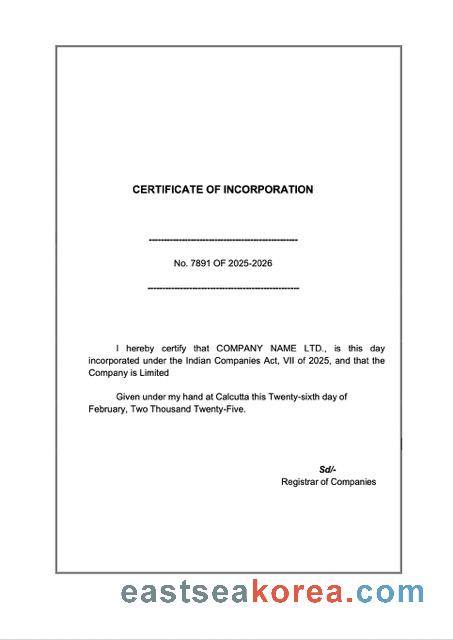 CERTIFICATE OF INCORPORATION
No. 7891 OF 2025-2026
I hereby certify that COMPANY NAME LTD., is this day
incorporated under the Indian Companies Act, VII of 2025, and that the
Company is Limited
Given under my hand at Calcutta this Twenty-sixth day of
February, Two Thousand Twenty-Five.
Sd/-
Registrar of Companies
eastseakorea.com